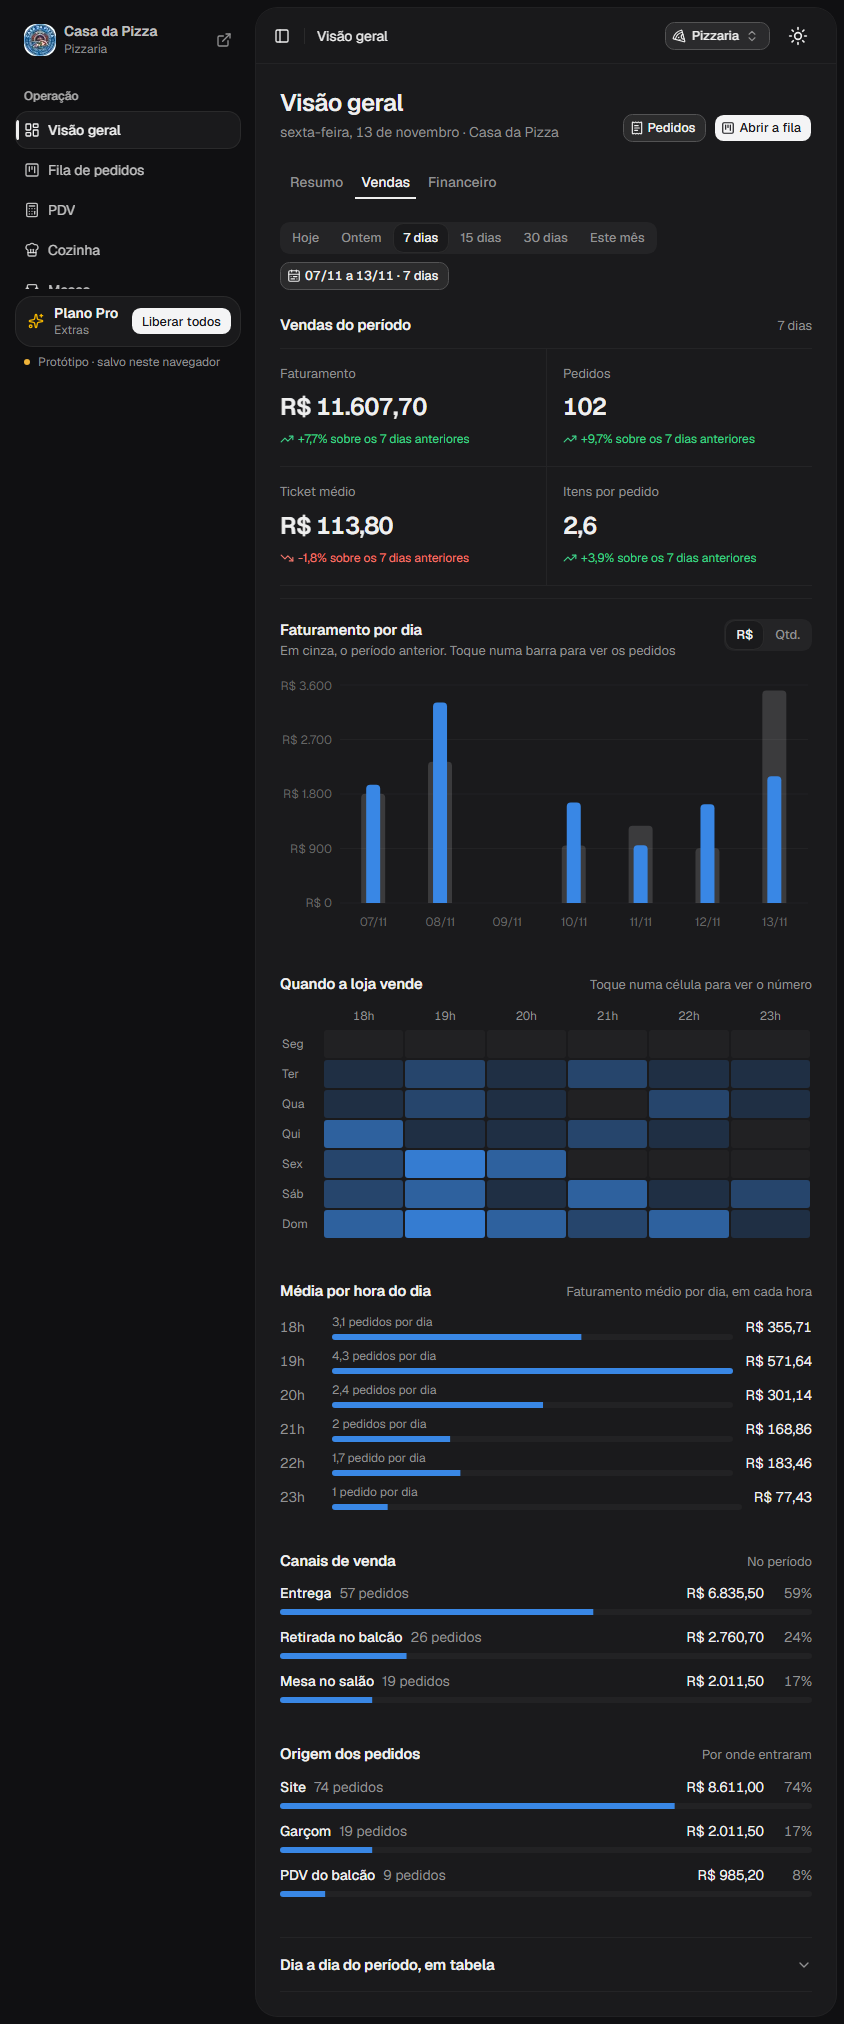 Casa da Pizza
Pizzaria
Operação
Visão geral
Fila de pedidos
PDV
Cozinha
Mesas
Plano Pro
Extras
Liberar todos
Protótipo · salvo neste navegador
Visão geral
Pizzaria
Visão geral
sexta-feira, 13 de novembro · Casa da Pizza
Pedidos
Abrir a fila
Resumo Vendas Financeiro
Hoje Ontem 7 dias 15 dias 30 dias Este mês
07/11 a 13/11 · 7 dias
Vendas do período 7 dias
Faturamento
R$ 11.607,70
+7,7% sobre os 7 dias anteriores
Pedidos
102
+9,7% sobre os 7 dias anteriores
Ticket médio
R$ 113,80
-1,8% sobre os 7 dias anteriores
Itens por pedido
2,6
+3,9% sobre os 7 dias anteriores
Faturamento por dia
Em cinza, o período anterior. Toque numa barra para ver os pedidos
R$ Qtd.
R$ 3.600
R$ 2.700
R$ 1.800
R$ 900
R$ 0
07/11 08/11 09/11 10/11 11/11 12/11 13/11
Quando a loja vende Toque numa célula para ver o número
18h 19h 20h 21h 22h 23h
Seg
Ter
Qua
Qui
Sex
Sáb
Dom
Média por hora do dia Faturamento médio por dia, em cada hora
18h 3,1 pedidos por dia R$ 355,71
19h 4,3 pedidos por dia R$ 571,64
20h 2,4 pedidos por dia R$ 301,14
21h 2 pedidos por dia R$ 168,86
22h 1,7 pedido por dia R$ 183,46
23h 1 pedido por dia R$ 77,43
Canais de venda No período
Entrega 57 pedidos R$ 6.835,50 59%
Retirada no balcão 26 pedidos R$ 2.760,70 24%
Mesa no salão 19 pedidos R$ 2.011,50 17%
Origem dos pedidos Por onde entraram
Site 74 pedidos R$ 8.611,00 74%
Garçom 19 pedidos R$ 2.011,50 17%
PDV do balcão 9 pedidos R$ 985,20 8%
Dia a dia do período, em tabela